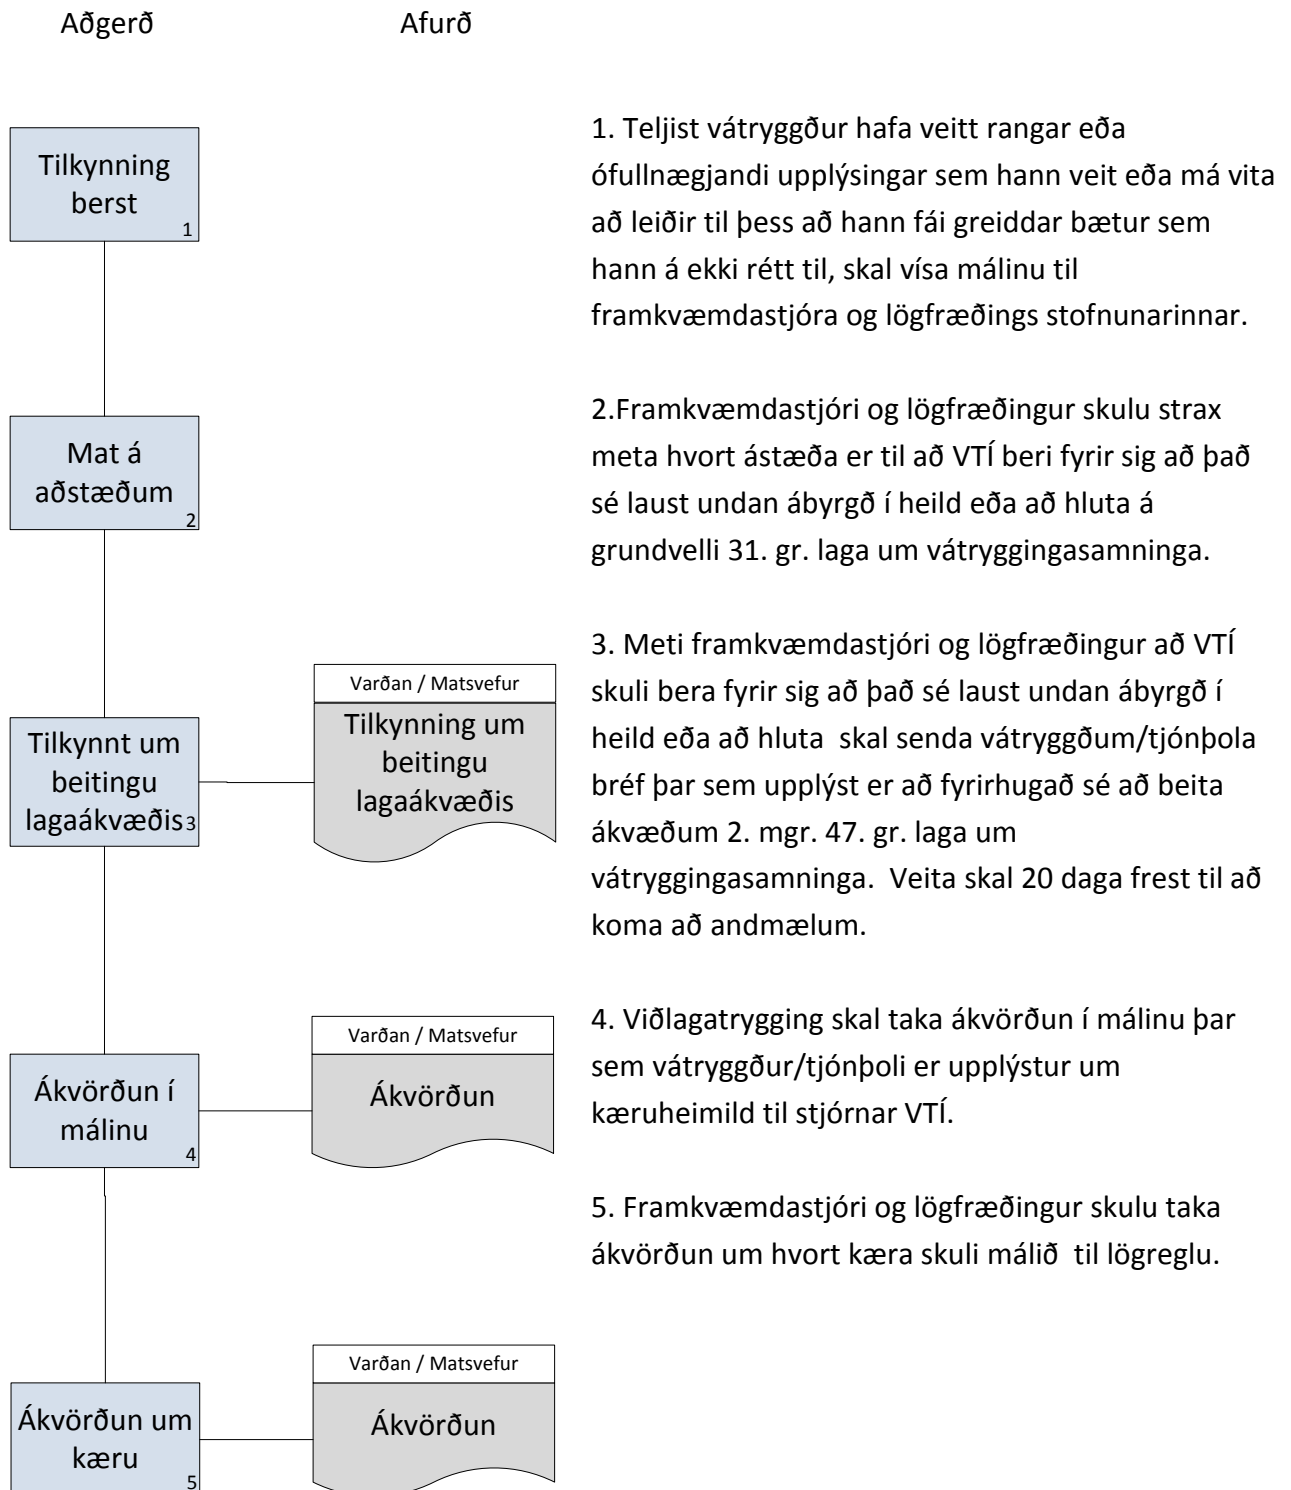 Aðgerð
Afurð
Tilkynning
berst
1
Mat á
aðstæðum
2
Tilkynnt um
beitingu
lagaákvæðis
3
Varðan / Matsvefur
Tilkynning um
beitingu
lagaákvæðis
Ákvörðun í
málinu
4
Varðan / Matsvefur
Ákvörðun
Ákvörðun um
kæru
5
Varðan / Matsvefur
Ákvörðun
1. Teljist vátryggður hafa veitt rangar eða
ófullnægjandi upplýsingar sem hann veit eða má vita
að leiðir til þess að hann fái greiddar bætur sem
hann á ekki rétt til, skal vísa málinu til
framkvæmdastjóra og lögfræðings stofnunarinnar.
2.Framkvæmdastjóri og lögfræðingur skulu strax
meta hvort ástæða er til að VTÍ beri fyrir sig að það
sé laust undan ábyrgð í heild eða að hluta á
grundvelli 31. gr. laga um vátryggingasamninga.
3. Meti framkvæmdastjóri og lögfræðingur að VTÍ
skuli bera fyrir sig að það sé laust undan ábyrgð í
heild eða að hluta  skal senda vátryggðum/tjónþola
bréf þar sem upplýst er að fyrirhugað sé að beita
ákvæðum 2. mgr. 47. gr. laga um
vátryggingasamninga.  Veita skal 20 daga frest til að
koma að andmælum.
4. Viðlagatrygging skal taka ákvörðun í málinu þar
sem vátryggður/tjónþoli er upplýstur um
kæruheimild til stjórnar VTÍ.
5. Framkvæmdastjóri og lögfræðingur skulu taka
ákvörðun um hvort kæra skuli málið  til lögreglu.